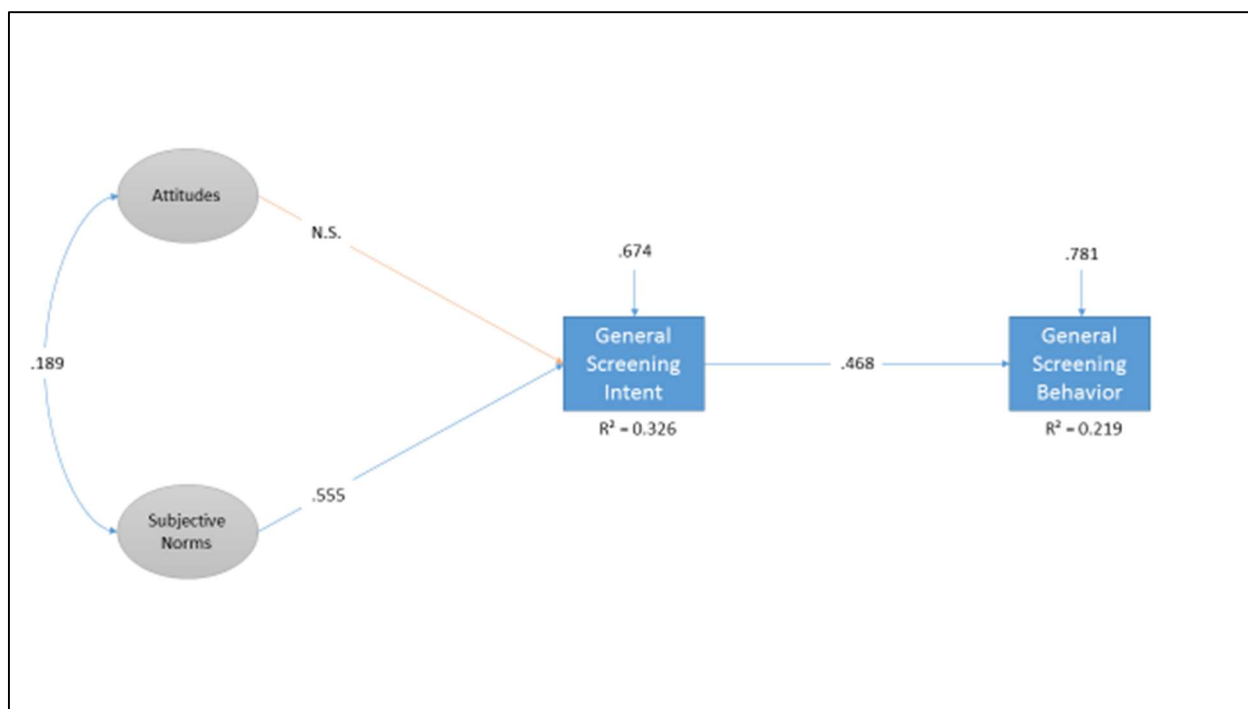 Attitudes
N.S.
.674
.781
General
Screening
Intent
General
Screening
Behavior
.189
.468
R² = 0.326
R² = 0.219
.555
Subjective
Norms